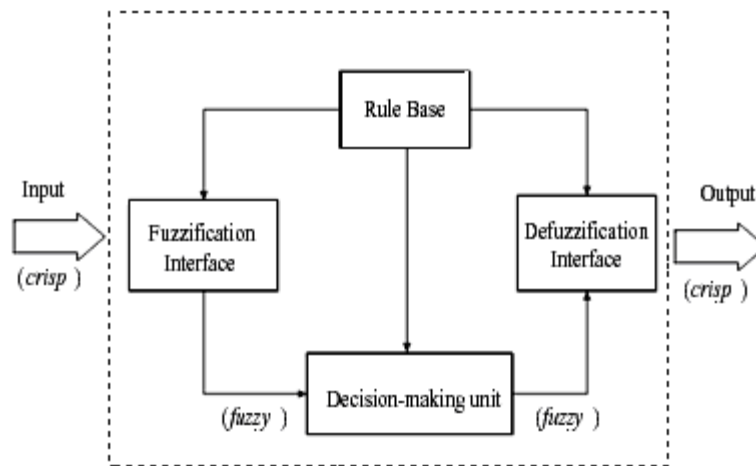 Rule Base
Input
(crisp )
Fuzzification
Interface
Defuzzification
Interface
Output
(crisp )
Decision-making unit
(fuzzy )
(fuzzy )